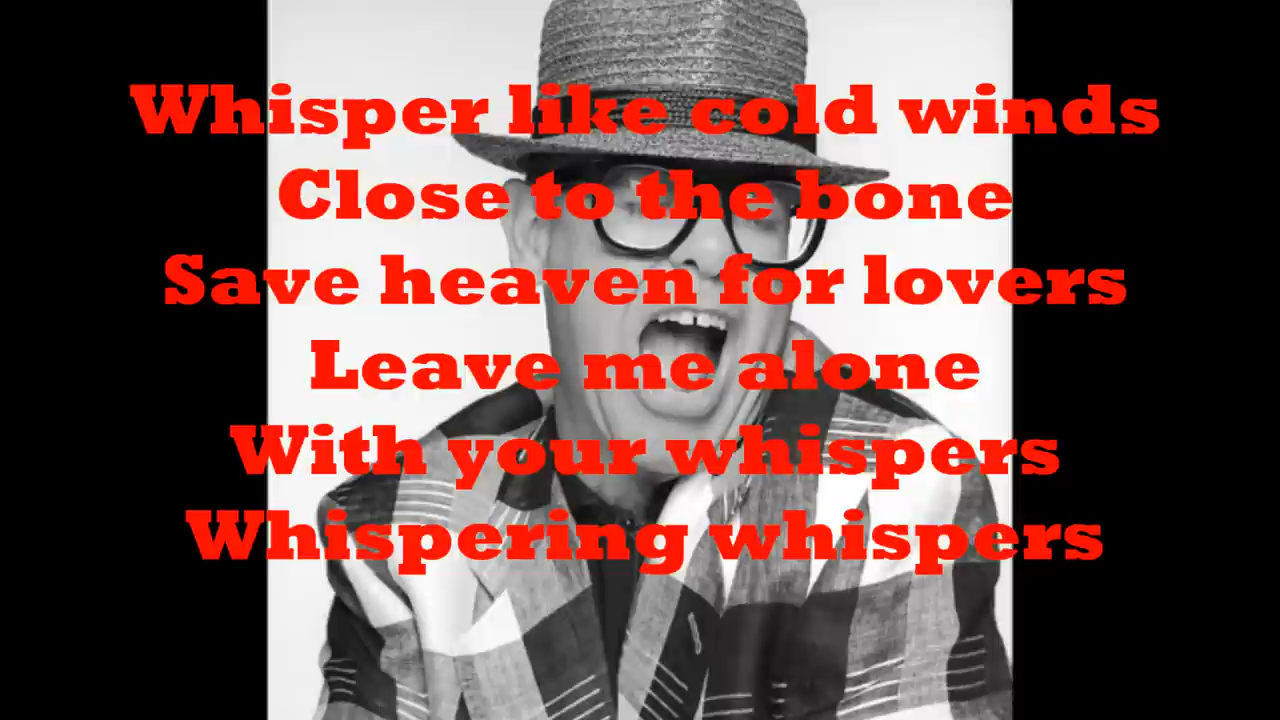 Whisper like cold winds
Close to the bone
Save heaven for lovers
Leave me alone
With your whispers
Whispering whispers